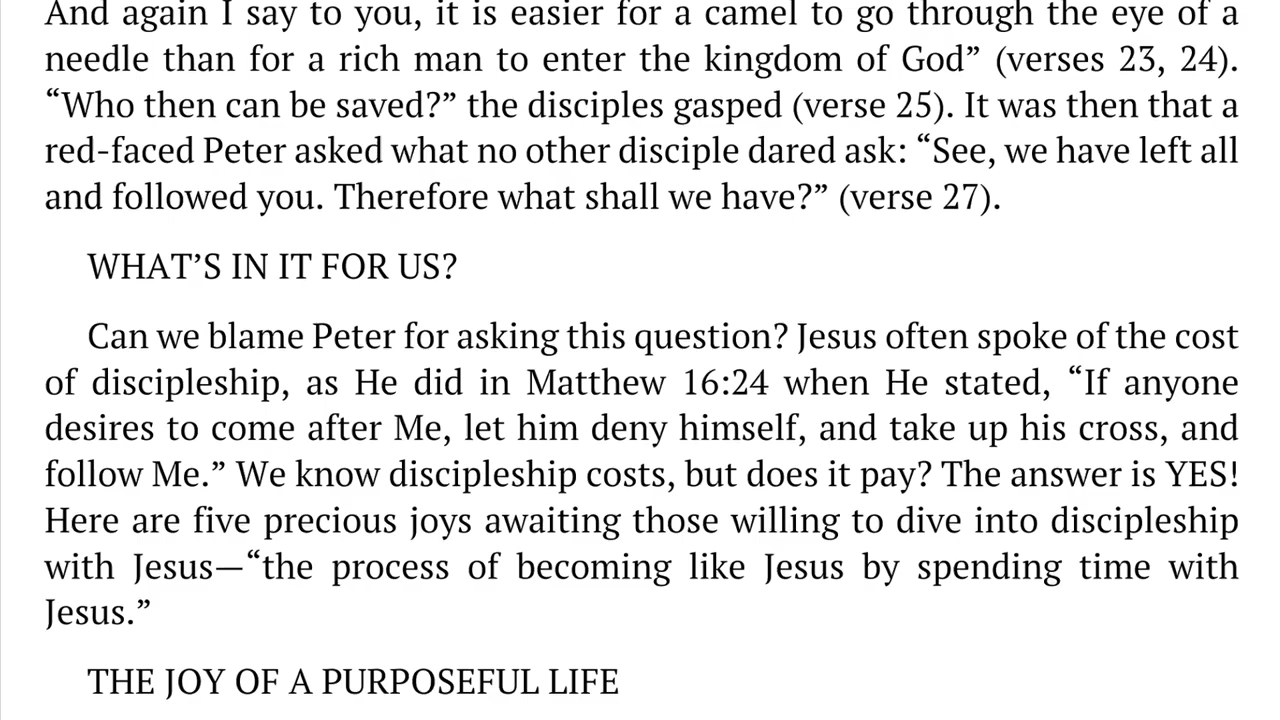 And again I say to you, it is easier for a camel to go through the eye of a
needle than for a rich man to enter the kingdom of God” (verses 23, 24).
“Who then can be saved?” the disciples gasped (verse 25). It was then that a
red-faced Peter asked what no other disciple dared ask: “See, we have left all
and followed you. Therefore what shall we have?” (verse 27).
WHAT’S IN IT FOR US?
Can we blame Peter for asking this question? Jesus often spoke of the cost
of discipleship, as He did in Matthew 16:24 when He stated, “If anyone
desires to come after Me, let him deny himself, and take up his cross, and
follow Me.” We know discipleship costs, but does it pay? The answer is YES!
Here are five precious joys awaiting those willing to dive into discipleship
with Jesus—“the process of becoming like Jesus by spending time with
Jesus.”
THE JOY OF A PURPOSEFUL LIFE